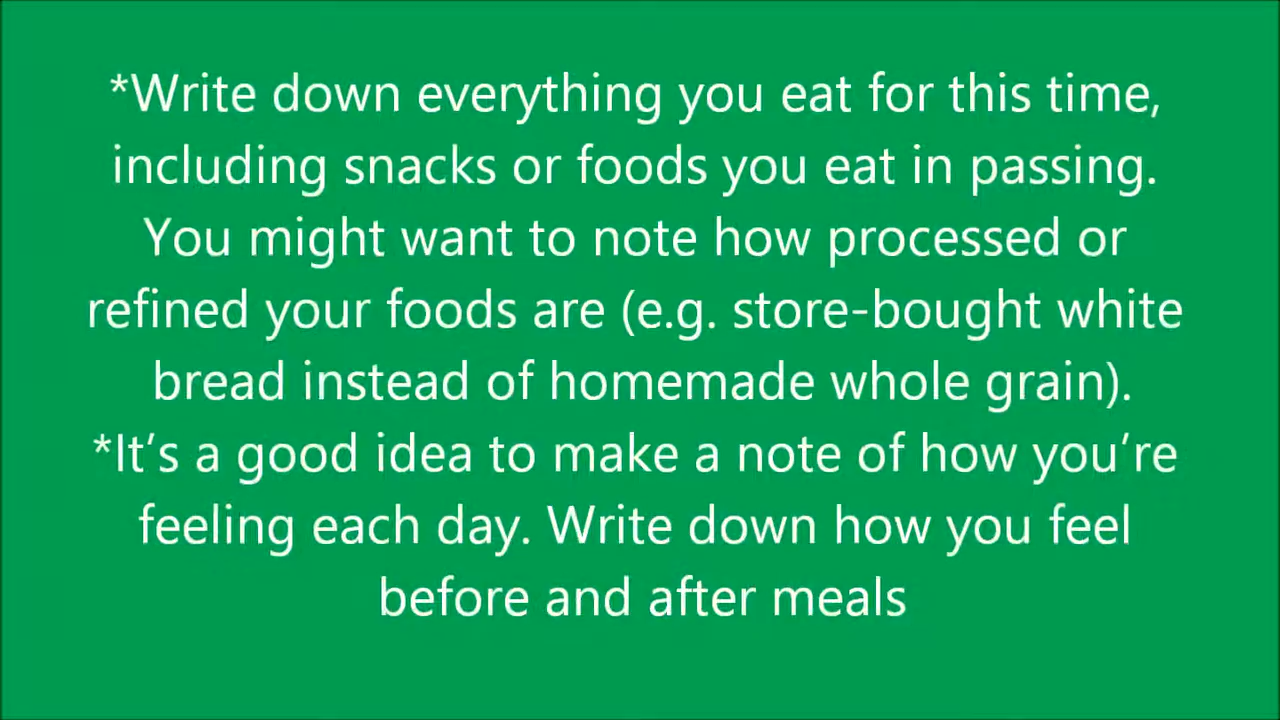 *Write down everything you eat for this time,
including snacks or foods you eat in passing.
You might want to note how processed or
refined your foods are (e.g. store-bought white
bread instead of homemade whole grain).
*It’s a good idea to make a note of how you’re
feeling each day. Write down how you feel
before and after meals